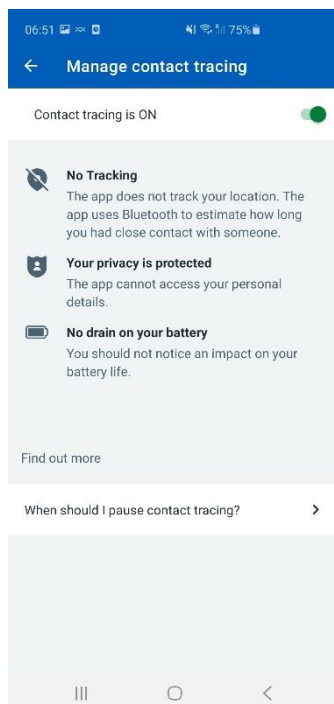 06:51 75%
Manage contact tracing
Contact tracing is ON
No Tracking
The app does not track your location. The
app uses Bluetooth to estimate how long
you had close contact with someone.
Your privacy is protected
The app cannot access your personal
details.
No drain on your battery
You should not notice an impact on your
battery life.
Find out more
When should I pause contact tracing?